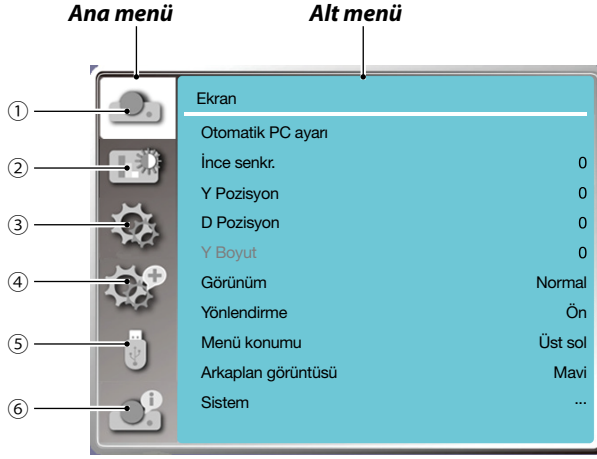 Ana menü Alt menü
Ekran
① Otomatik PC ayarı
İnce senkr. 0
② Y Pozisyon 0
③ D Pozisyon 0
Y Boyut 0
④ Görünüm Normal
Yönlendirme Ön
⑤ Menü konumu Üst sol
Arkaplan görüntüsü Mavi
⑥ Sistem ...